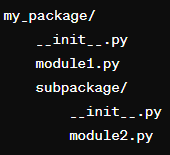 my_package/
    __init__.py
    module1.py
    subpackage/
        __init__.py
        module2.py